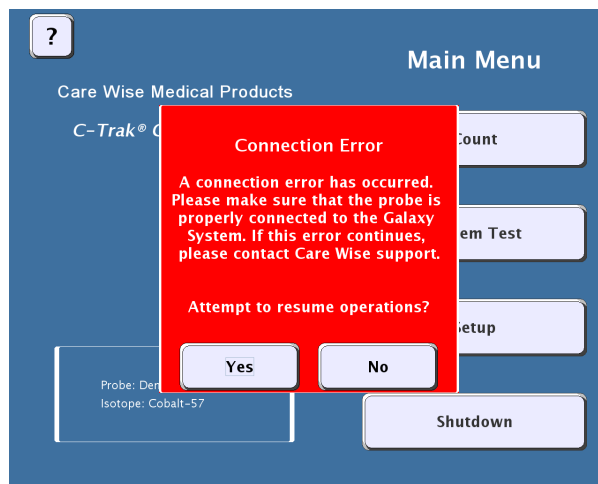 ?
Main Menu
Care Wise Medical Products
C-Trak®
Connection Error
A connection error has occurred.
Please make sure that the probe is
properly connected to the Galaxy
System. If this error continues,
please contact Care Wise support.
Attempt to resume operations?
Yes
No
Count
Test
Setup
Probe:
Isotope: Cobalt-57
Shutdown